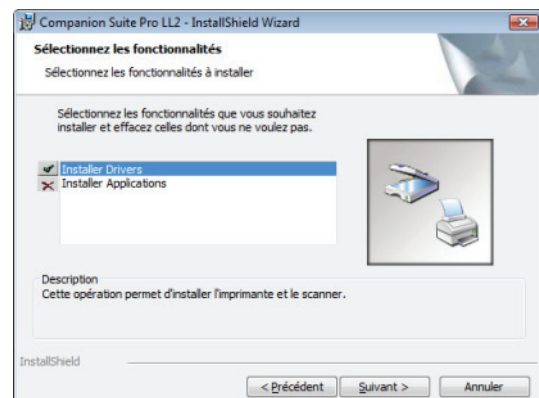 Companion Suite Pro LL2 - InstallShield Wizard
Sélectionnez les fonctionnalités
Sélectionnez les fonctionnalités à installer
Sélectionnez les fonctionnalités que vous souhaitez
installer et effacez celles dont vous ne voulez pas.
Installer Drivers
Installer Applications
Description
Cette opération permet d'installer l'imprimante et le scanner.
InstallShield
< Précédent
Suivant >
Annuler